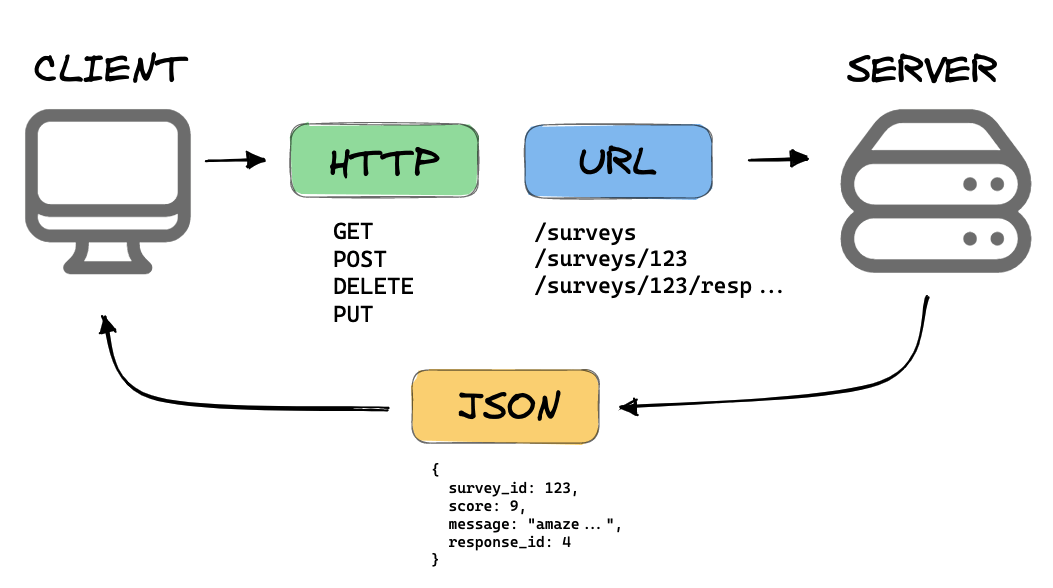 CLIENT
SERVER
HTTP
URL
GET
POST
DELETE
PUT
/surveys
/surveys/123
/surveys/123/resp...
JSON
{
survey_id: 123,
score: 9,
message: "amaze...",
response_id: 4
}